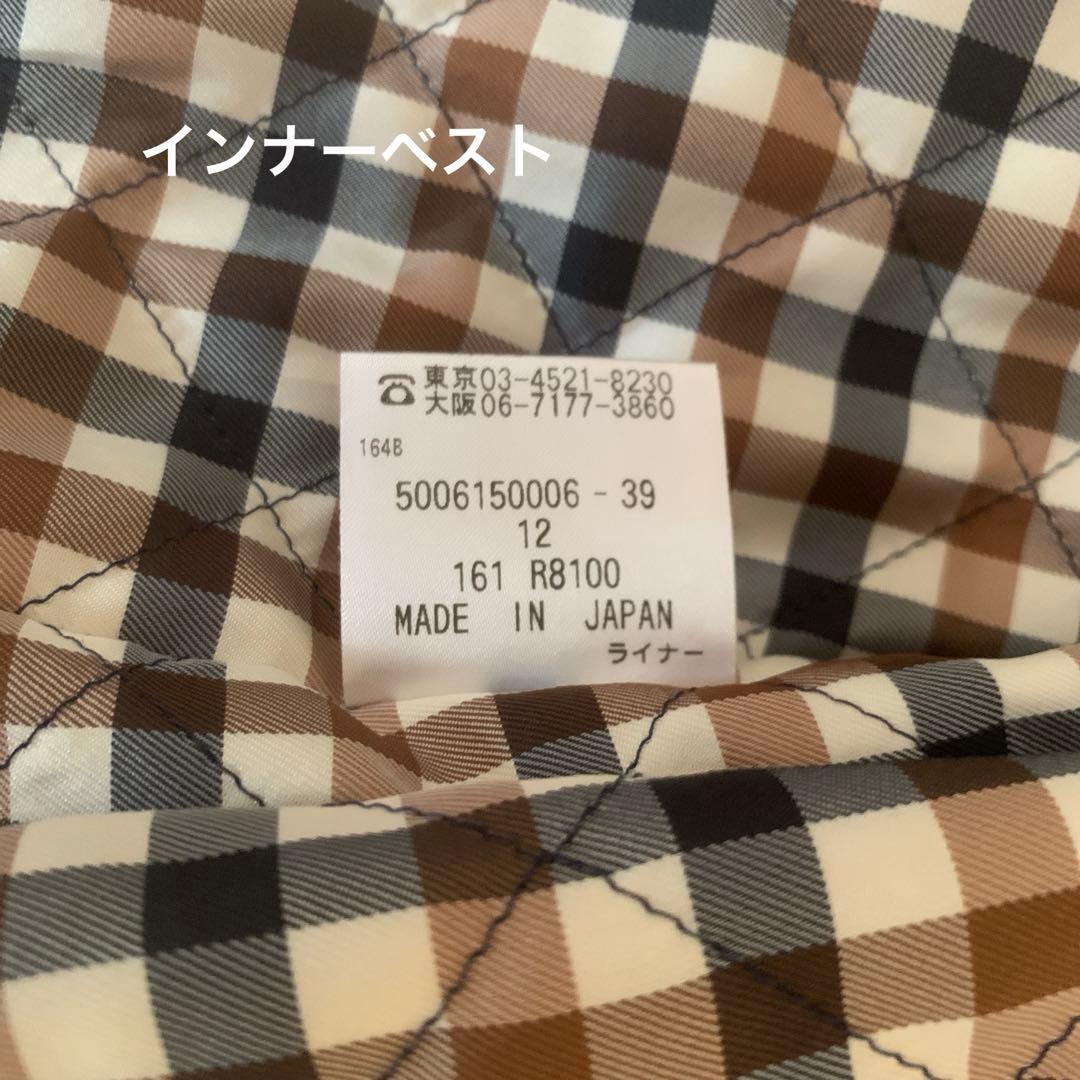 インナーベスト
☎東京03-4521-8230
大阪06-7177-3860
164B
5006150006-39
12
161 R8100
MADE IN JAPAN
ライナー